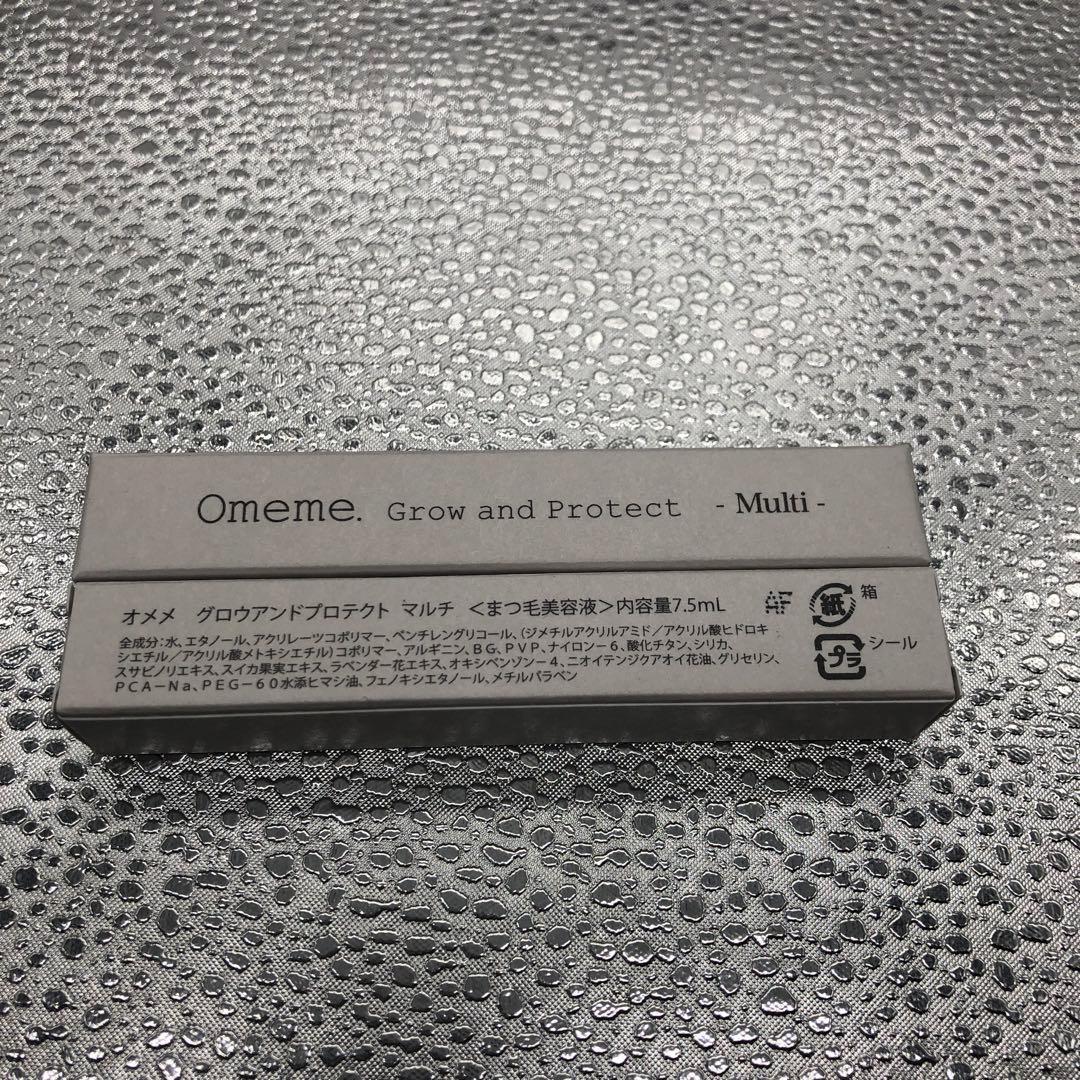 Omeme. Grow and Protect - Multi -
オメメ グロウアンドプロテクト マルチ <まつ毛美容液>内容量7.5mL
AF
紙
箱
プラ
シール
全成分:水、エタノール、アクリレーツコポリマー、ペンチレングリコール、(ジメチルアクリルアミド/アクリル酸ヒドロキ
シエチル/アクリル酸メトキシエチル)コポリマー、アルギニン、BG、PVP、ナイロン-6、酸化チタン、シリカ、
スサビノリエキス、スイカ果実エキス、ラベンダー花エキス、オキシベンゾン-4、ニオイテンジクアオイ花油、グリセリン、
PCA-Na、PEG-60水添ヒマシ油、フェノキシエタノール、メチルパラベン